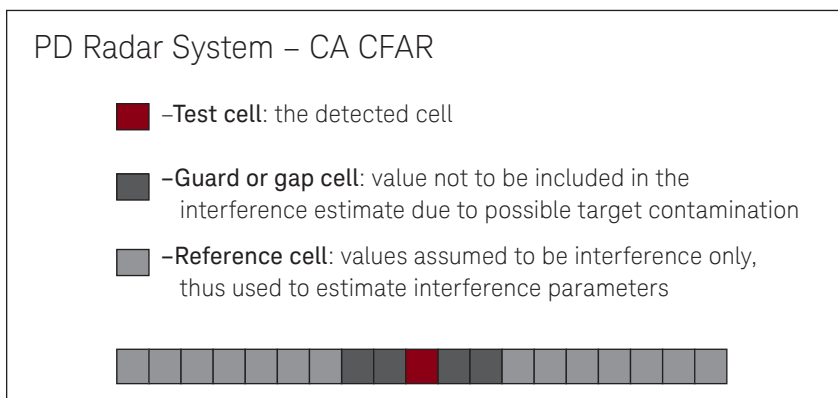 PD Radar System – CA CFAR
–Test cell: the detected cell
–Guard or gap cell: value not to be included in the
interference estimate due to possible target contamination
–Reference cell: values assumed to be interference only,
thus used to estimate interference parameters